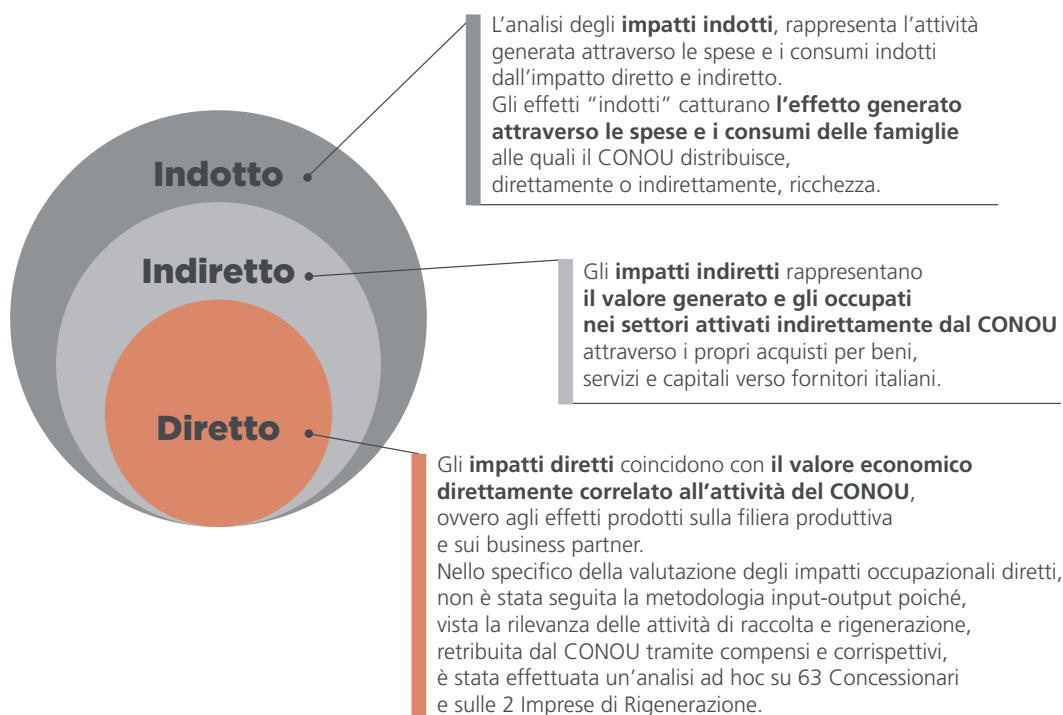 L'analisi degli impatti indotti, rappresenta l'attività
generata attraverso le spese e i consumi indotti
dall'impatto diretto e indiretto.
Gli effetti "indotti" catturano l'effetto generato
attraverso le spese e i consumi delle famiglie
alle quali il CONOU distribuisce,
direttamente o indirettamente, ricchezza.
Indotto
Indiretto
Gli impatti indiretti rappresentano
il valore generato e gli occupati
nei settori attivati indirettamente dal CONOU
attraverso i propri acquisti per beni,
servizi e capitali verso fornitori italiani.
Diretto
Gli impatti diretti coincidono con il valore economico
direttamente correlato all'attività del CONOU,
ovvero agli effetti prodotti sulla filiera produttiva
e sui business partner.
Nello specifico della valutazione degli impatti occupazionali diretti,
non è stata seguita la metodologia input-output poiché,
vista la rilevanza delle attività di raccolta e rigenerazione,
retribuita dal CONOU tramite compensi e corrispettivi,
è stata effettuata un'analisi ad hoc su 63 Concessionari
e sulle 2 Imprese di Rigenerazione.